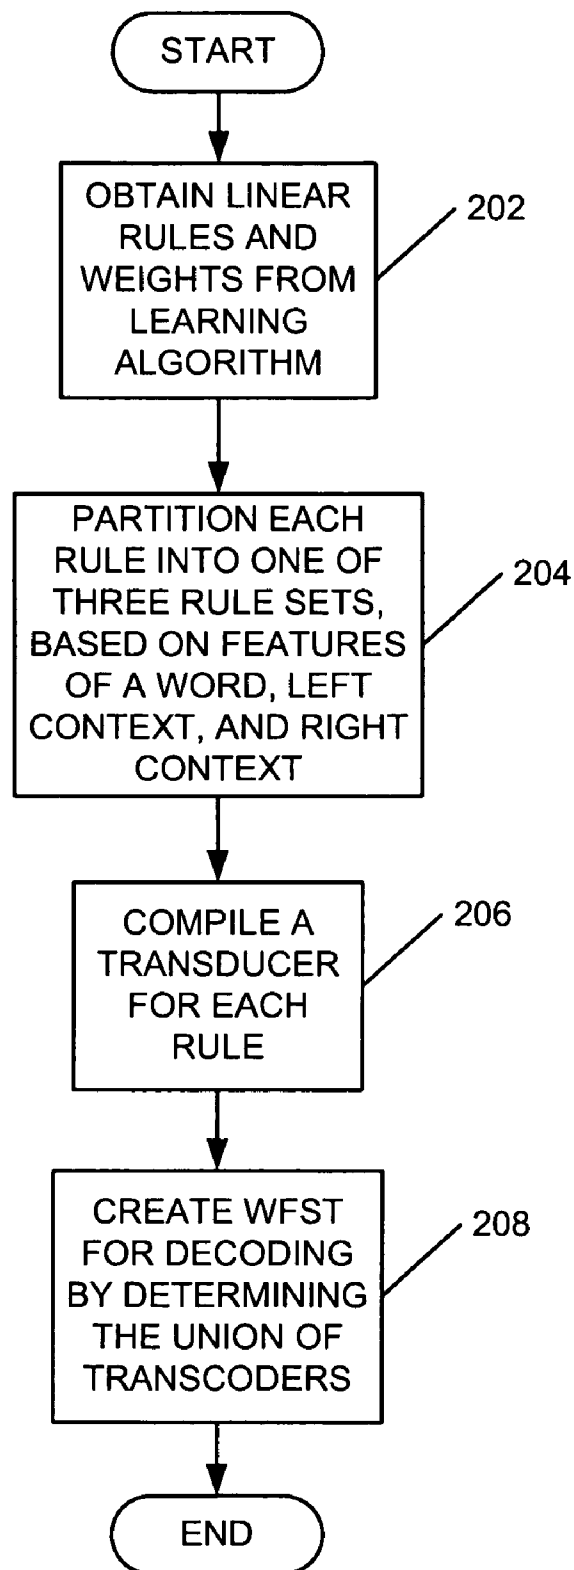 START
OBTAIN LINEAR
RULES AND
WEIGHTS FROM
LEARNING
ALGORITHM
202
PARTITION EACH
RULE INTO ONE OF
THREE RULE SETS,
BASED ON FEATURES
OF A WORD, LEFT
CONTEXT, AND RIGHT
CONTEXT
204
COMPILE A
TRANSDUCER
FOR EACH
RULE
206
CREATE WFST
FOR DECODING
BY DETERMINING
THE UNION OF
TRANSCODERS
208
END